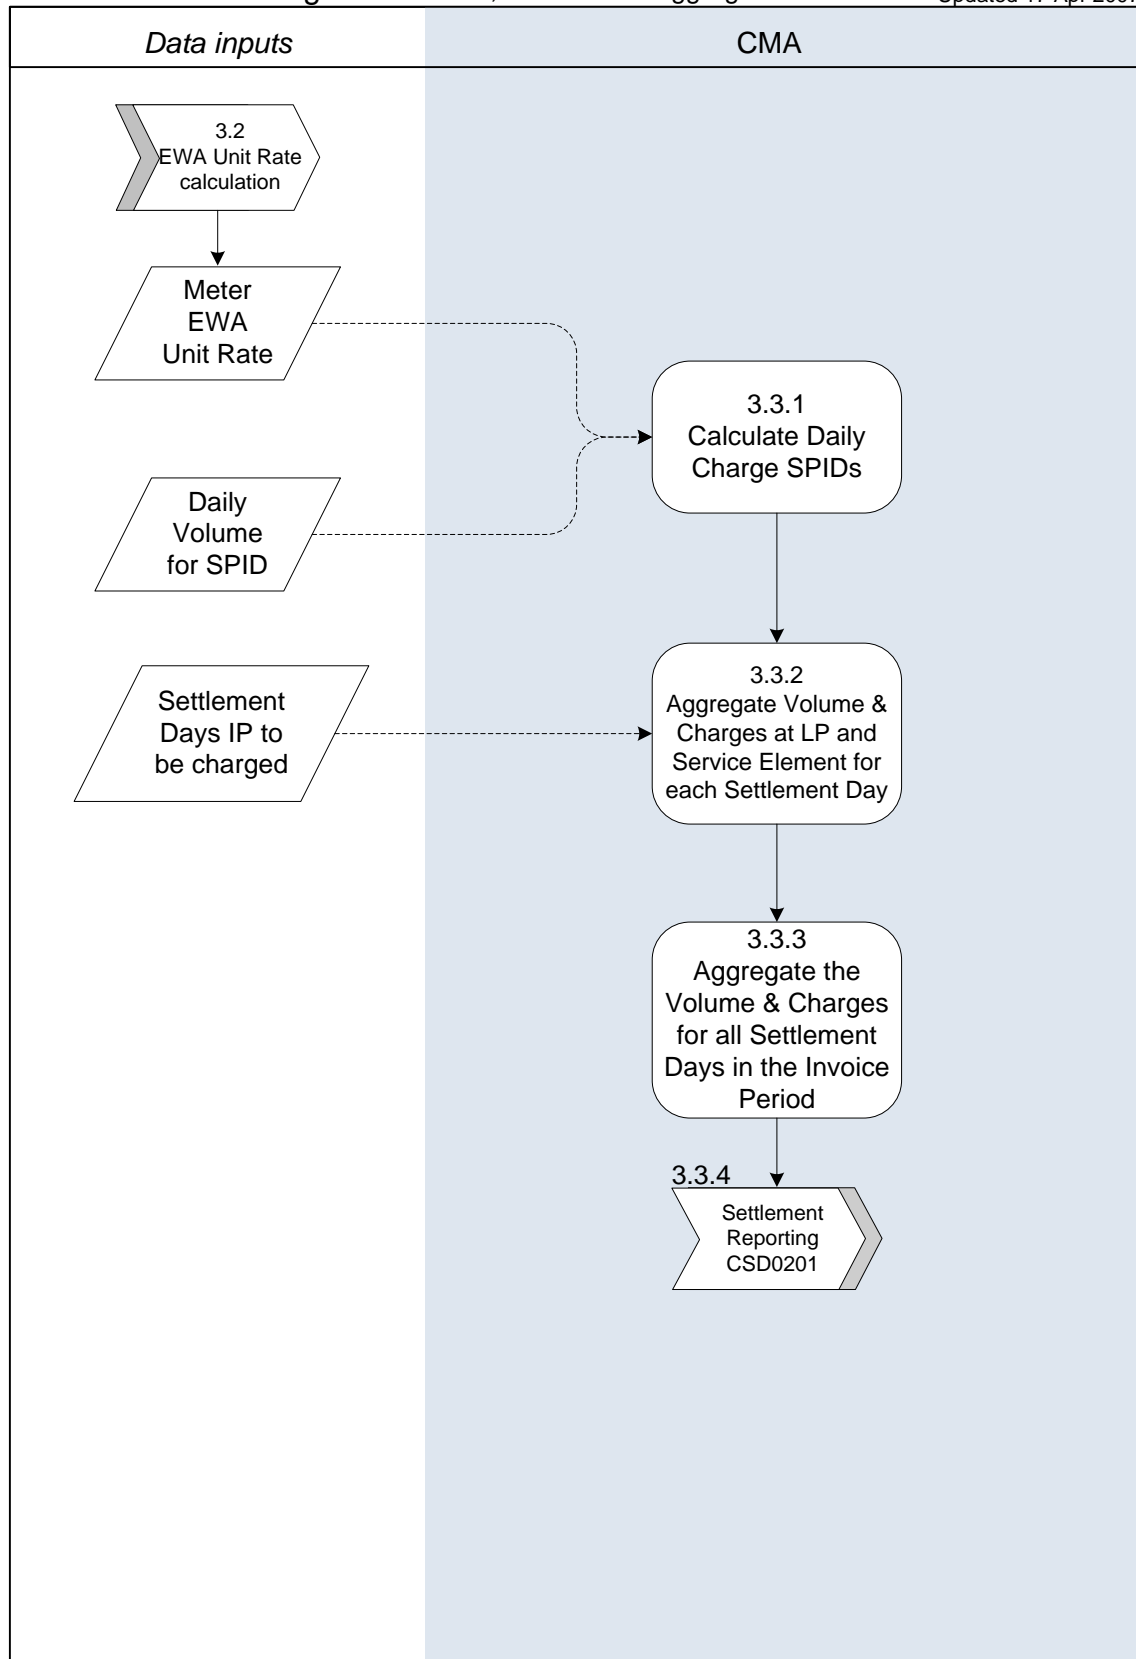 Data inputs
CMA
3.2
EWA Unit Rate
calculation
Meter
EWA
Unit Rate
3.3.1
Calculate Daily
Charge SPIDs
Daily
Volume
for SPID
Settlement
Days IP to
be charged
3.3.2
Aggregate Volume &
Charges at LP and
Service Element for
each Settlement Day
3.3.3
Aggregate the
Volume & Charges
for all Settlement
Days in the Invoice
Period
3.3.4
Settlement
Reporting
CSD0201